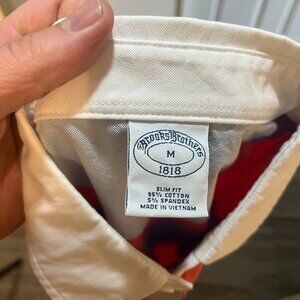 Brooks Brothers
M
1818
SLIM FIT
95% COTTON
5% SPANDEX
MADE IN VIETNAM